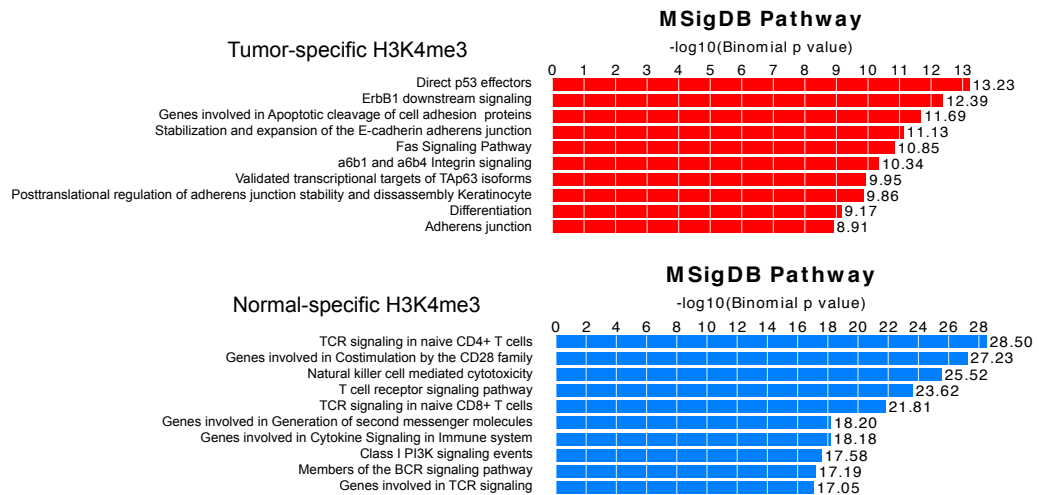 MSigDB Pathway
Tumor-specific H3K4me3
-log10(Binomial p value)
0 1 2 3 4 5 6 7 8 9 10 11 12 13
Direct p53 effectors 13.23
ErbB1 downstream signaling 12.39
Genes involved in Apoptotic cleavage of cell adhesion proteins 11.69
Stabilization and expansion of the E-cadherin adherens junction 11.13
Fas Signaling Pathway 10.85
a6b1 and a6b4 Integrin signaling 10.34
Validated transcriptional targets of TAp63 isoforms 9.95
Posttranslational regulation of adherens junction stability and dissassembly Keratinocyte 9.86
Differentiation 9.17
Adherens junction 8.91
MSigDB Pathway
Normal-specific H3K4me3
-log10(Binomial p value)
0 2 4 6 8 10 12 14 16 18 20 22 24 26 28
TCR signaling in naive CD4+ T cells 28.50
Genes involved in Costimulation by the CD28 family 27.23
Natural killer cell mediated cytotoxicity 25.52
T cell receptor signaling pathway 23.62
TCR signaling in naive CD8+ T cells 21.81
Genes involved in Generation of second messenger molecules 18.20
Genes involved in Cytokine Signaling in Immune system 18.18
Class I PI3K signaling events 17.58
Members of the BCR signaling pathway 17.19
Genes involved in TCR signaling 17.05